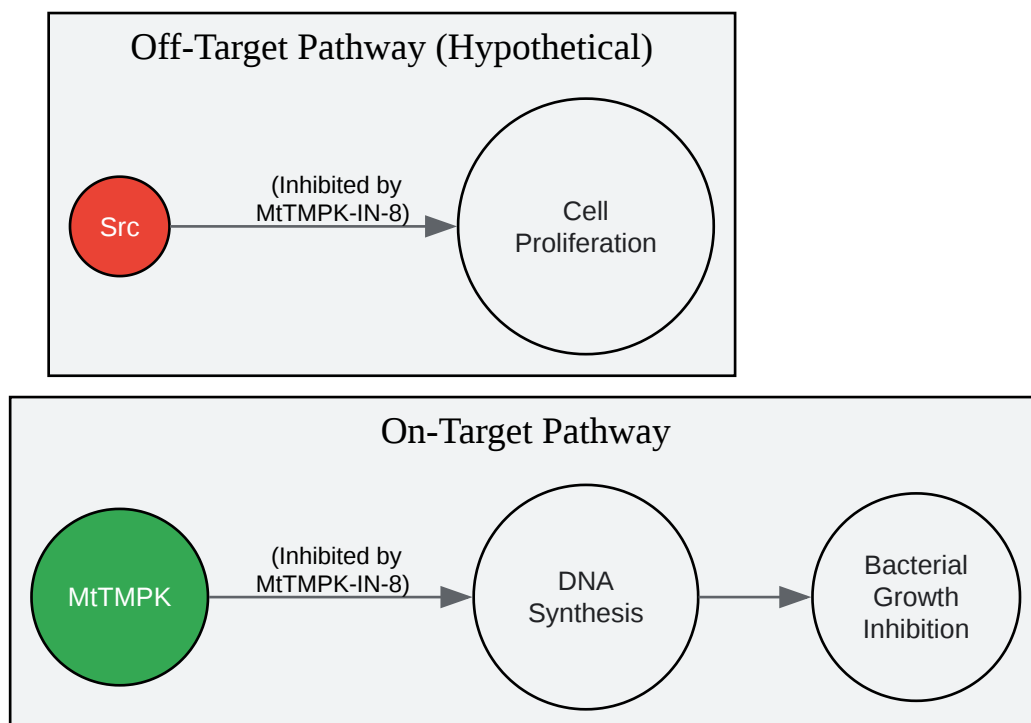 Off-Target Pathway (Hypothetical)
Src
(Inhibited by
MtTMPK-IN-8)
Cell
Proliferation
On-Target Pathway
MtTMPK
(Inhibited by
MtTMPK-IN-8)
DNA
Synthesis
Bacterial
Growth
Inhibition